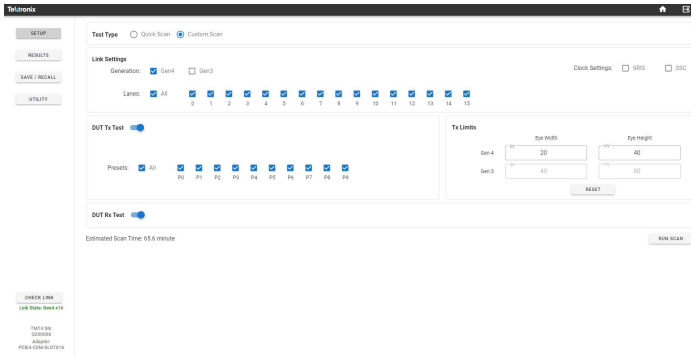 Tektronix
SETUP
RESULTS
SAVE / RECALL
UTILITY
Test Type Quick Scan Custom Scan
Link Settings
Generation: Gen4 Gen3
Clock Settings: SRIS SSC
Lanes: All
0 1 2 3 4 5 6 7 8 9 10 11 12 13 14 15
DUT Tx Test
Presets: All
P0 P1 P2 P3 P4 P5 P6 P7 P8 P9
Tx Limits
Eye Width Eye Height
Gen 4 20 40
Gen 3 40 80
RESET
DUT Rx Test
Estimated Scan Time: 65.6 minute
RUN SCAN
CHECK LINK
Link State: Gen4 x16
TMT4 SN:
Adapter:
PCIE4-CEM-SLOTX16